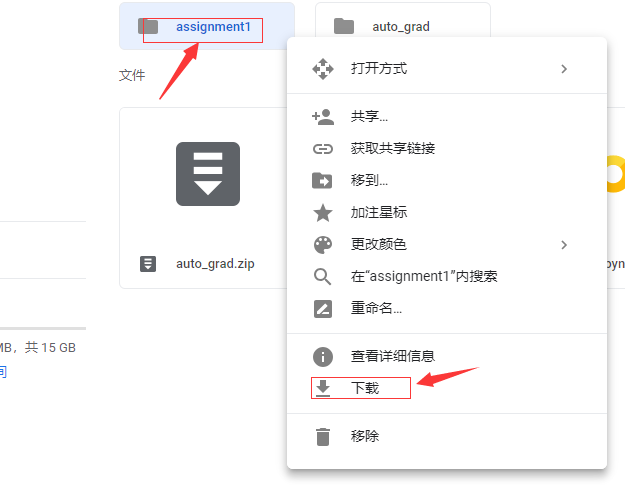 assignment1
auto_grad
文件
打开方式
共享...
获取共享链接
移到...
加注星标
更改颜色
在“assignment1”内搜索
重命名...
查看详细信息
下载
移除
auto_grad.zip
MB，共 15 GB